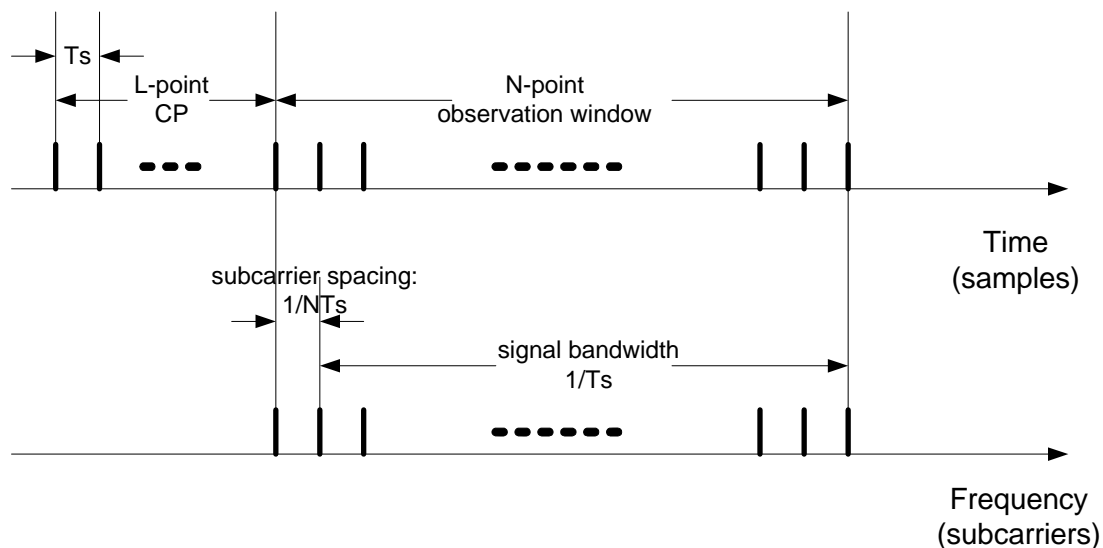 Ts
L-point
CP
N-point
observation window
Time
(samples)
subcarrier spacing:
1/NTs
signal bandwidth
1/Ts
Frequency
(subcarriers)